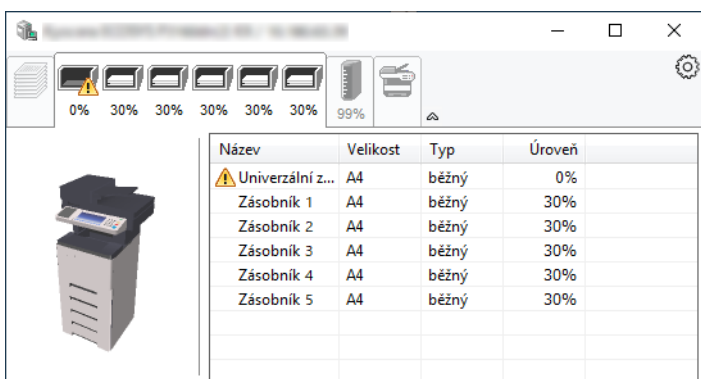 0% 30% 30% 30% 30% 30% 99%
Název Velikost Typ Úroveň
Univerzální z... A4 běžný 0%
Zásobník 1 A4 běžný 30%
Zásobník 2 A4 běžný 30%
Zásobník 3 A4 běžný 30%
Zásobník 4 A4 běžný 30%
Zásobník 5 A4 běžný 30%